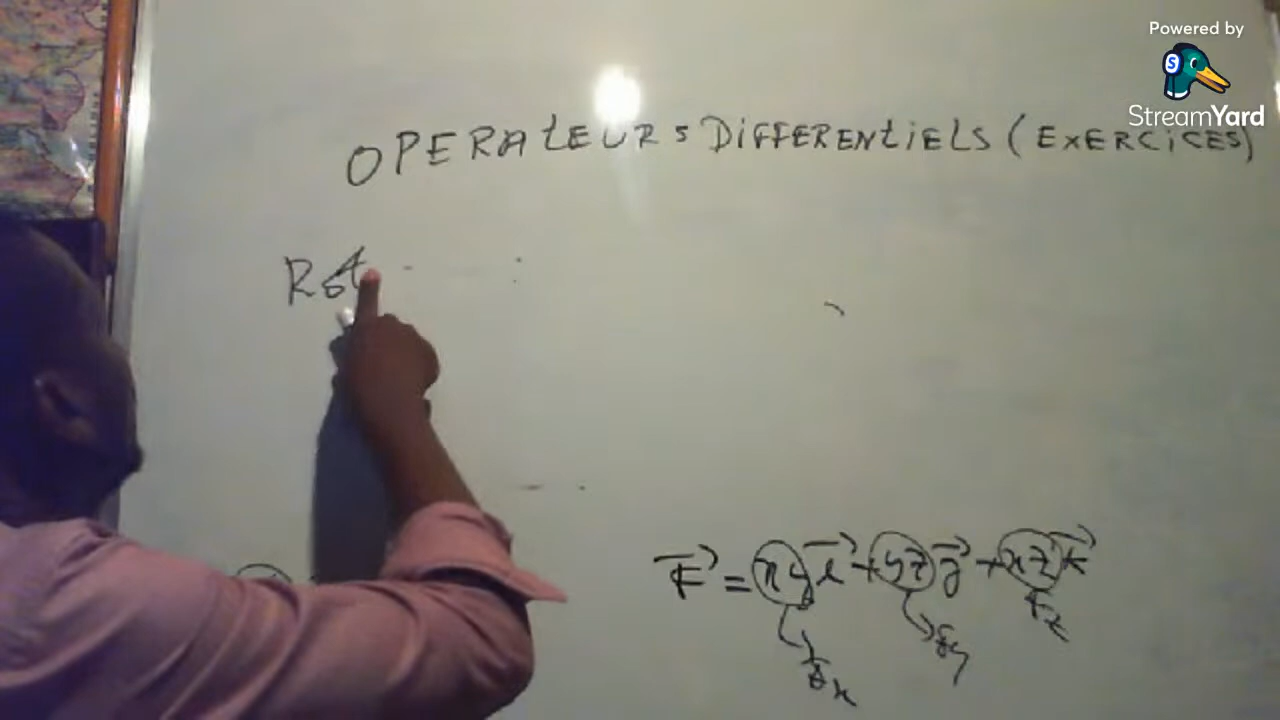 Powered by
StreamYard
OPERATEURS DIFFERENTIELS (EXERCICES)
Rot
F = xy i + yz j + xz k
Fx
Fy
Fz